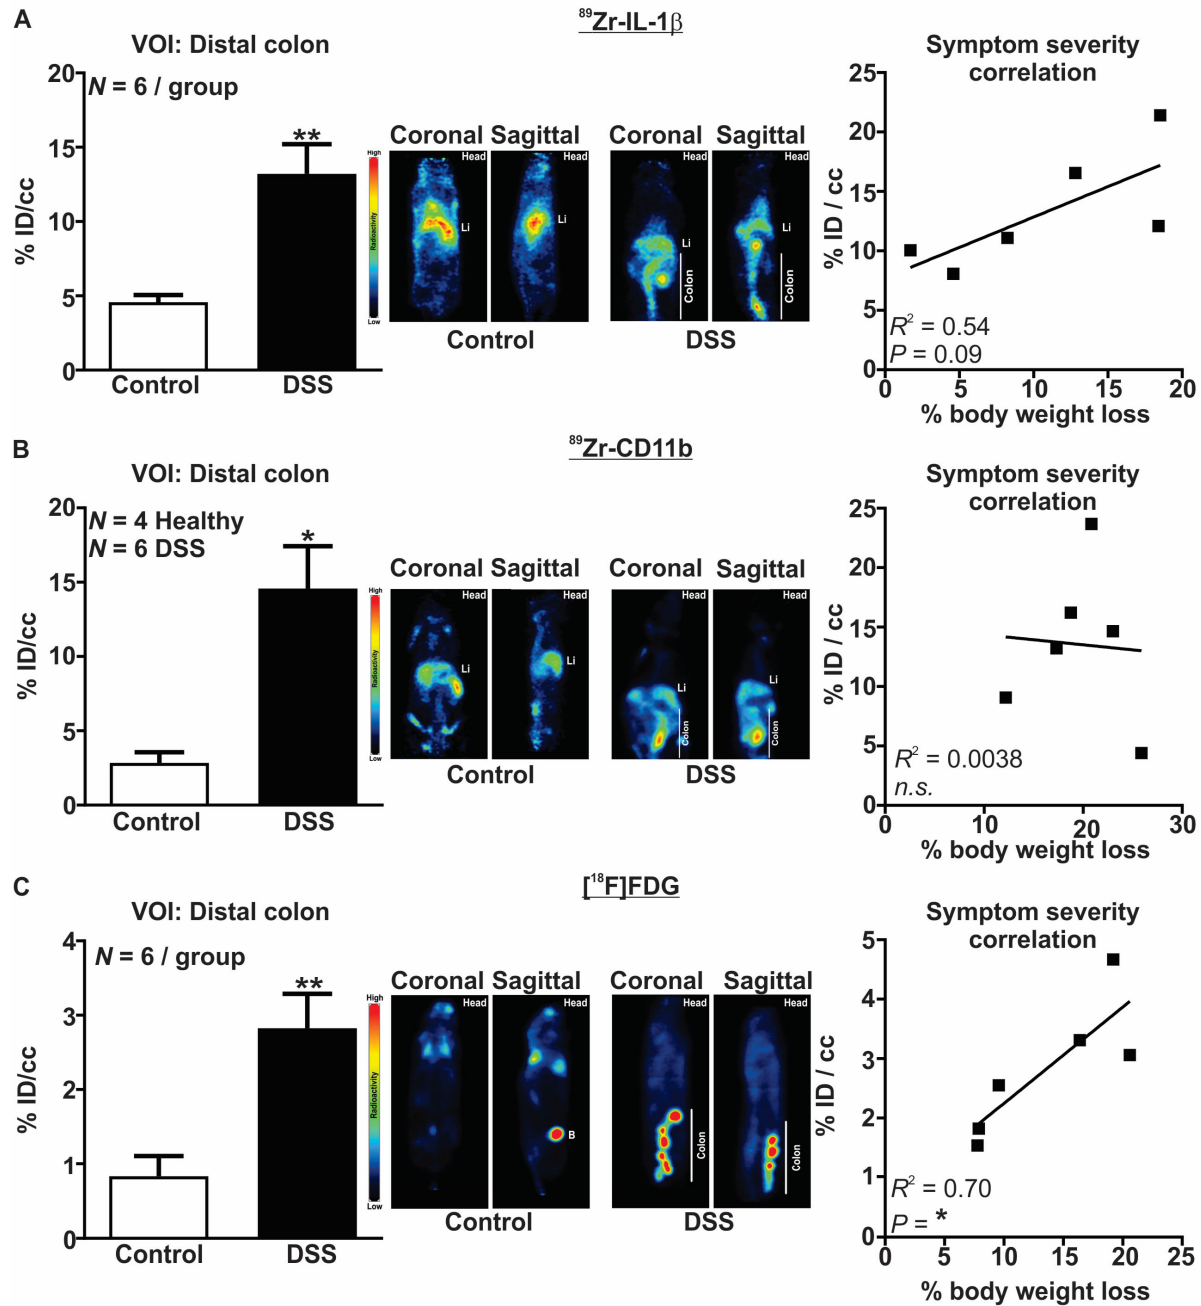 A
⁸⁹Zr-IL-1β
VOI: Distal colon
N = 6 / group
% ID/cc
20
15
10
5
0
**
Control
DSS
High
Radioactivity
Low
Coronal Sagittal
Head
Head
Li
Li
Control
Coronal Sagittal
Head
Head
Li
Li
Colon
Colon
DSS
Symptom severity
correlation
% ID / cc
25
20
15
10
5
0
R² = 0.54
P = 0.09
0 5 10 15 20
% body weight loss
B
⁸⁹Zr-CD11b
VOI: Distal colon
N = 4 Healthy
N = 6 DSS
% ID/cc
20
15
10
5
0
*
Control
DSS
High
Radioactivity
Low
Coronal Sagittal
Head
Head
Li
Li
Control
Coronal Sagittal
Head
Head
Li
Li
Colon
Colon
DSS
Symptom severity
correlation
% ID / cc
25
20
15
10
5
0
R² = 0.0038
n.s.
0 10 20 30
% body weight loss
C
[¹⁸F]FDG
VOI: Distal colon
N = 6 / group
% ID/cc
4
3
2
1
0
**
Control
DSS
High
Radioactivity
Low
Coronal Sagittal
Head
Head
B
Control
Coronal Sagittal
Head
Head
Colon
Colon
DSS
Symptom severity
correlation
% ID / cc
5
4
3
2
1
0
R² = 0.70
P = *
0 5 10 15 20 25
% body weight loss